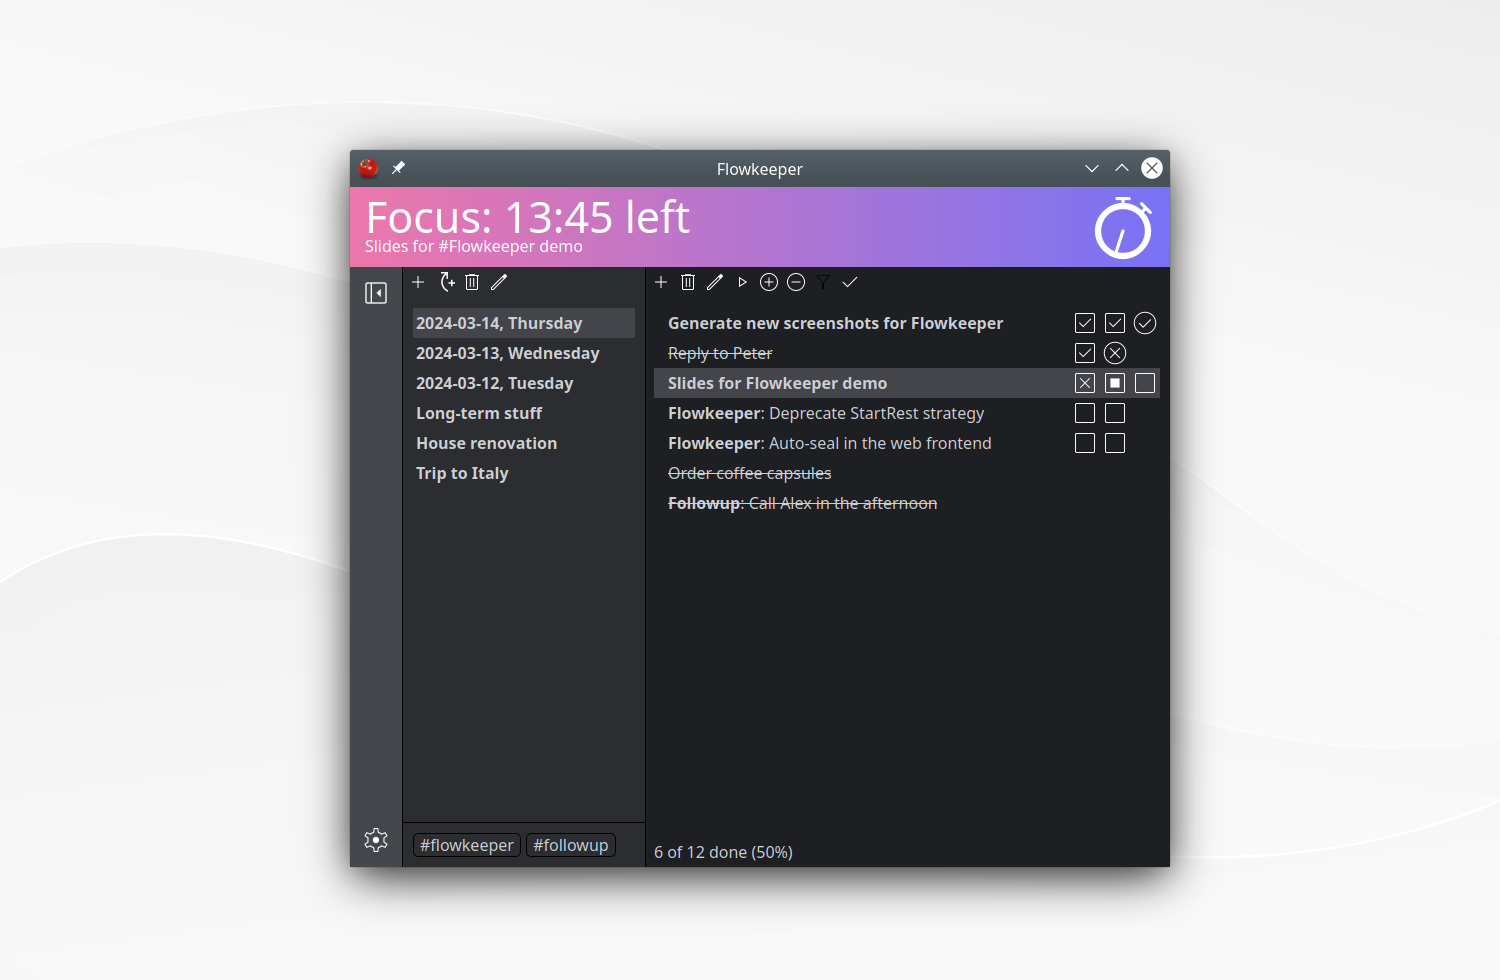 Flowkeeper
Focus: 13:45 left
Slides for #Flowkeeper demo
2024-03-14, Thursday
2024-03-13, Wednesday
2024-03-12, Tuesday
Long-term stuff
House renovation
Trip to Italy
#flowkeeper #followup
Generate new screenshots for Flowkeeper
Reply to Peter
Slides for Flowkeeper demo
Flowkeeper: Deprecate StartRest strategy
Flowkeeper: Auto-seal in the web frontend
Order coffee capsules
Followup: Call Alex in the afternoon
6 of 12 done (50%)